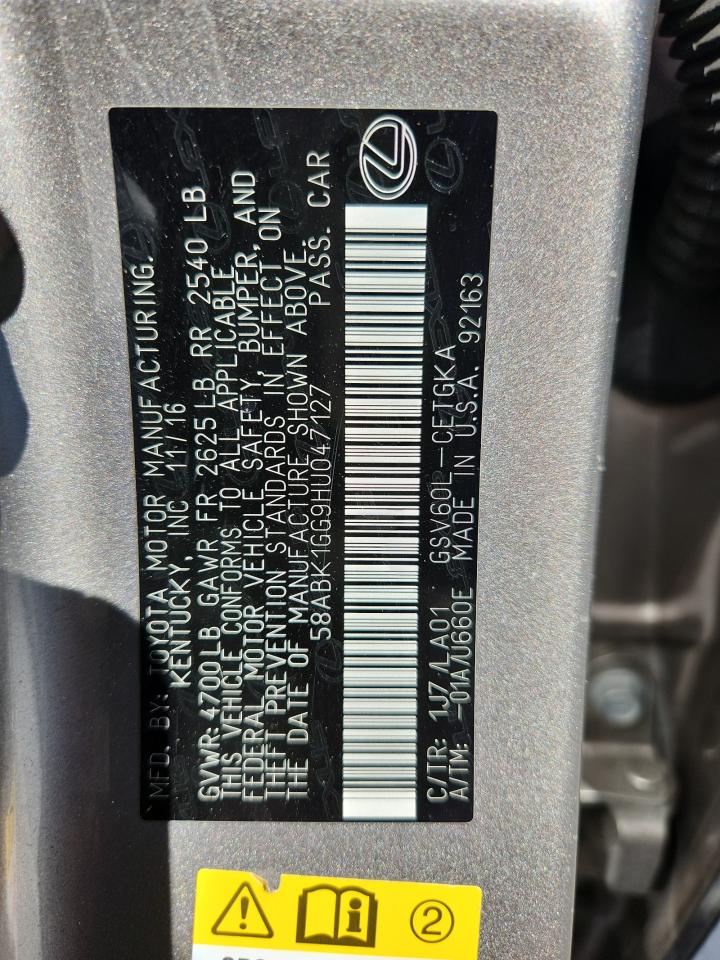 MFD. BY: TOYOTA MOTOR MANUFACTURING.
KENTUCKY, INC 11/16
GVWR: 4700 LB GAWR FR 2625 LB RR 2540 LB
THIS VEHICLE CONFORMS TO ALL APPLICABLE
FEDERAL MOTOR VEHICLE SAFETY, BUMPER, AND
THEFT PREVENTION STANDARDS IN EFFECT ON
THE DATE OF MANUFACTURE SHOWN ABOVE.
58ABK1GG9HU047127 PASS. CAR
C/TR: 1J7/LA01 GSV60L-CETGKA
A/TM: -01A/U660E MADE IN U.S.A. 92163
2